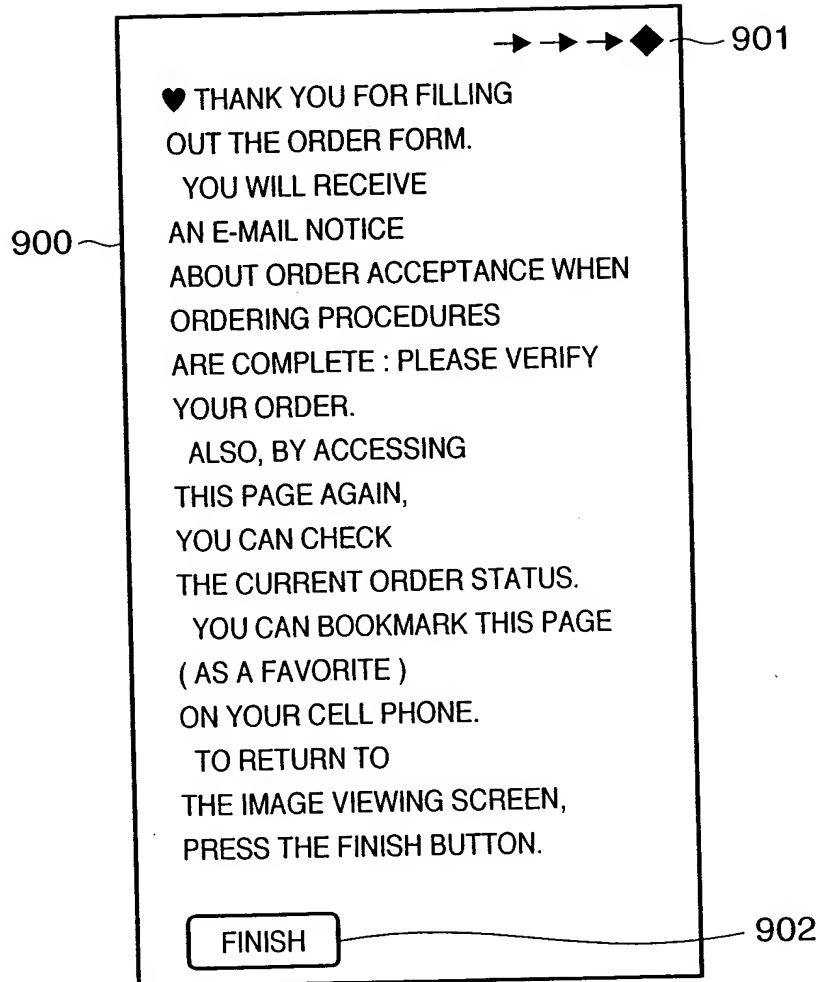 901
♥ THANK YOU FOR FILLING
OUT THE ORDER FORM.
YOU WILL RECEIVE
900
AN E-MAIL NOTICE
ABOUT ORDER ACCEPTANCE WHEN
ORDERING PROCEDURES
ARE COMPLETE : PLEASE VERIFY
YOUR ORDER.
ALSO, BY ACCESSING
THIS PAGE AGAIN,
YOU CAN CHECK
THE CURRENT ORDER STATUS.
YOU CAN BOOKMARK THIS PAGE
( AS A FAVORITE )
ON YOUR CELL PHONE.
TO RETURN TO
THE IMAGE VIEWING SCREEN,
PRESS THE FINISH BUTTON.
FINISH
902